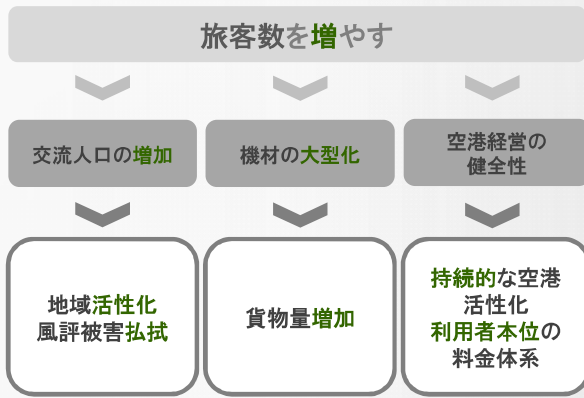 旅客数を増やす
交流人口の増加
機材の大型化
空港経営の
健全性
地域活性化
風評被害払拭
貨物量増加
持続的な空港
活性化
利用者本位の
料金体系